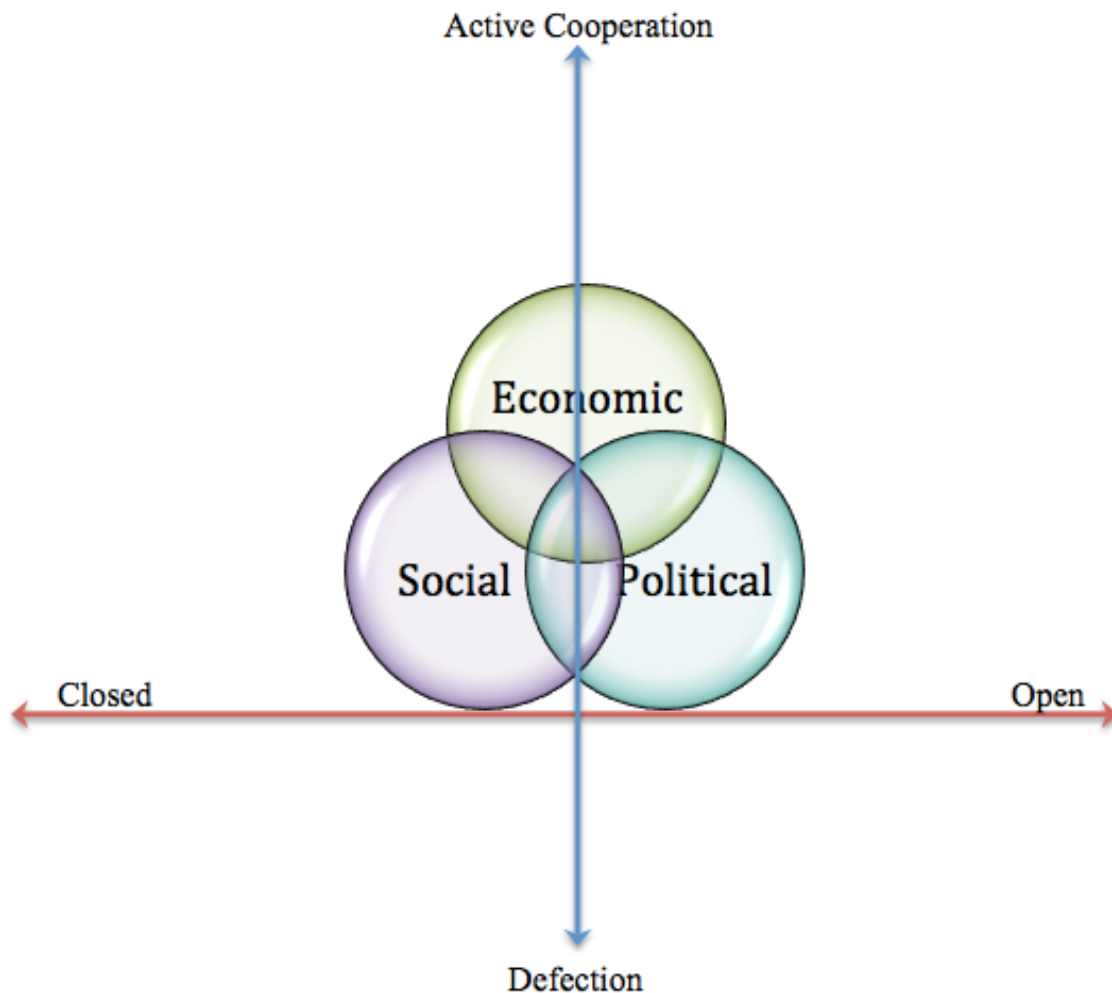 Active Cooperation
Economic
Social
Political
Closed
Open
Defection